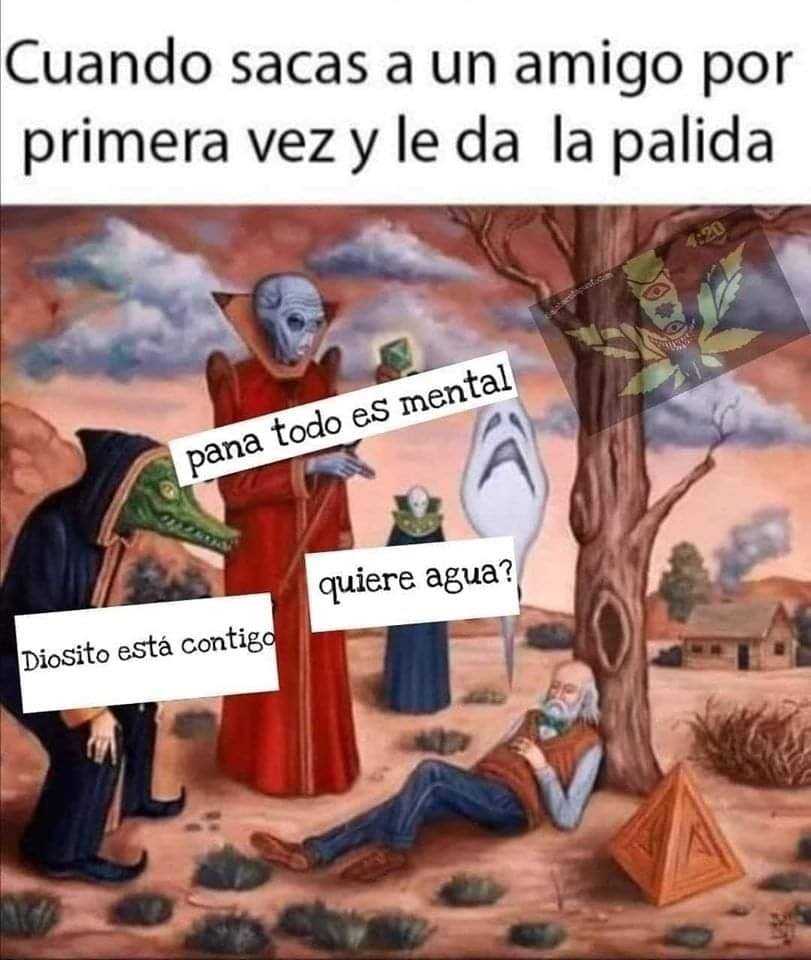 Cuando sacas a un amigo por
primera vez y le da la palida
4:20
pana todo es mental
quiere agua?
Diosito está contigo